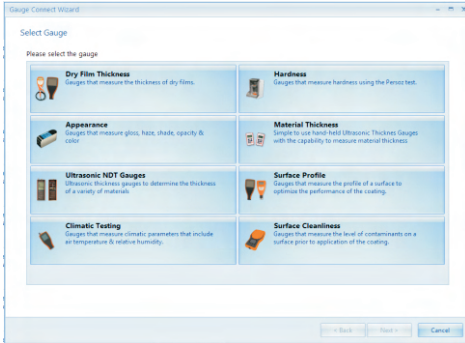 Gauge Connect Wizard
Select Gauge
Please select the gauge
Dry Film Thickness
Gauges that measure the thickness of dry films.
Hardness
Gauges that measure hardness using the Persoz test.
Appearance
Gauges that measure gloss, haze, shade, opacity &
color
Material Thickness
Simple to use hand-held Ultrasonic Thicknes Gauges
with the capability to measure material thickness
Ultrasonic NDT Gauges
Ultrasonic thickness gauges to determine the thickness
of a variety of materials
Surface Profile
Gauges that measure the profile of a surface to
optimise the performance of the coating.
Climatic Testing
Gauges that measure climatic parameters that include
air temperature & relative humidity.
Surface Cleanliness
Gauges that measure the level of contaminants on a
surface prior to application of the coating.
< Back
Next >
Cancel